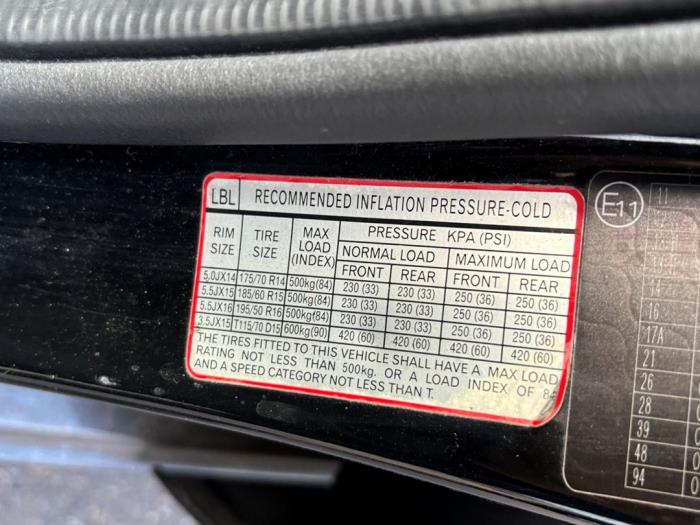 LBL RECOMMENDED INFLATION PRESSURE-COLD
RIM SIZE TIRE SIZE MAX LOAD (INDEX) PRESSURE KPA (PSI)
NORMAL LOAD MAXIMUM LOAD
FRONT REAR FRONT REAR
5.0JX14 175/70 R14 500kg(84) 230 (33) 230 (33) 250 (36) 250 (36)
5.5JX15 185/60 R15 500kg(84) 230 (33) 230 (33) 250 (36) 250 (36)
5.5JX16 195/50 R16 500kg(84) 230 (33) 230 (33) 250 (36) 250 (36)
3.5JX15 T115/70 D15 600kg(90) 420 (60) 420 (60) 420 (60) 420 (60)
THE TIRES FITTED TO THIS VEHICLE SHALL HAVE A MAX LOAD
RATING NOT LESS THAN 500kg. OR A LOAD INDEX OF 84
AND A SPEED CATEGORY NOT LESS THAN T.
E11
11
16
17A
21
26
28
39
48 0
94 0